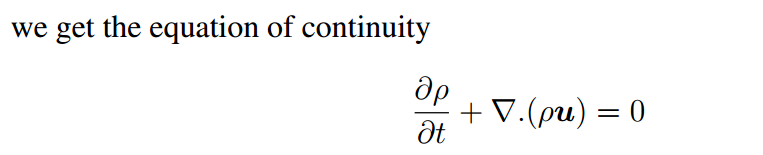 we get the equation of continuity
∂ρ/∂t + ∇.(ρu) = 0